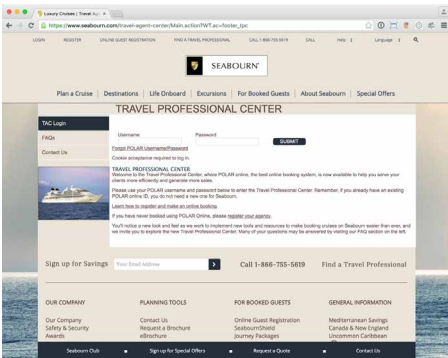 Luxury Cruises | Travel Ag
https://www.seabourn.com/travel-agent-center/Main.action?WT.ac=footer_tpc
LOGIN REGISTER ONLINE GUEST REGISTRATION FIND A TRAVEL PROFESSIONAL CALL 1-866-755-5619 CALL Help Language
SEABOURN
Plan a Cruise | Destinations | Life Onboard | Excursions | For Booked Guests | About Seabourn | Special Offers
TRAVEL PROFESSIONAL CENTER
TAC Login
FAQs
Contact Us
Username Password
SUBMIT
Forgot POLAR Username/Password
Cookie acceptance required to log in.
TRAVEL PROFESSIONAL CENTER
Welcome to the Travel Professional Center, where POLAR online, the best online booking system, is now available to help you serve your
clients more efficiently and generate more sales.
Please use your POLAR username and password below to enter the Travel Professional Center. Remember, if you already have an existing
POLAR online ID, you do not need a new one for Seabourn.
Learn how to register and make an online booking.
If you have never booked using POLAR Online, please register your agency.
You'll notice a new look and feel as we work to implement new tools and resources to make booking cruises on Seabourn easier than ever, and
we invite you to explore the new Travel Professional Center. Many of your questions may be answered by visiting our FAQ section on the left.
Sign up for Savings Your Email Address Call 1-866-755-5619 Find a Travel Professional
OUR COMPANY PLANNING TOOLS FOR BOOKED GUESTS GENERAL INFORMATION
Our Company Contact Us Online Guest Registration Mediterranean Savings
Safety & Security Request a Brochure SeabournShield Canada & New England
Awards eBrochure Journey Packages Uncommon Caribbean
Seabourn Club Sign up for Special Offers Request a Quote Contact Us